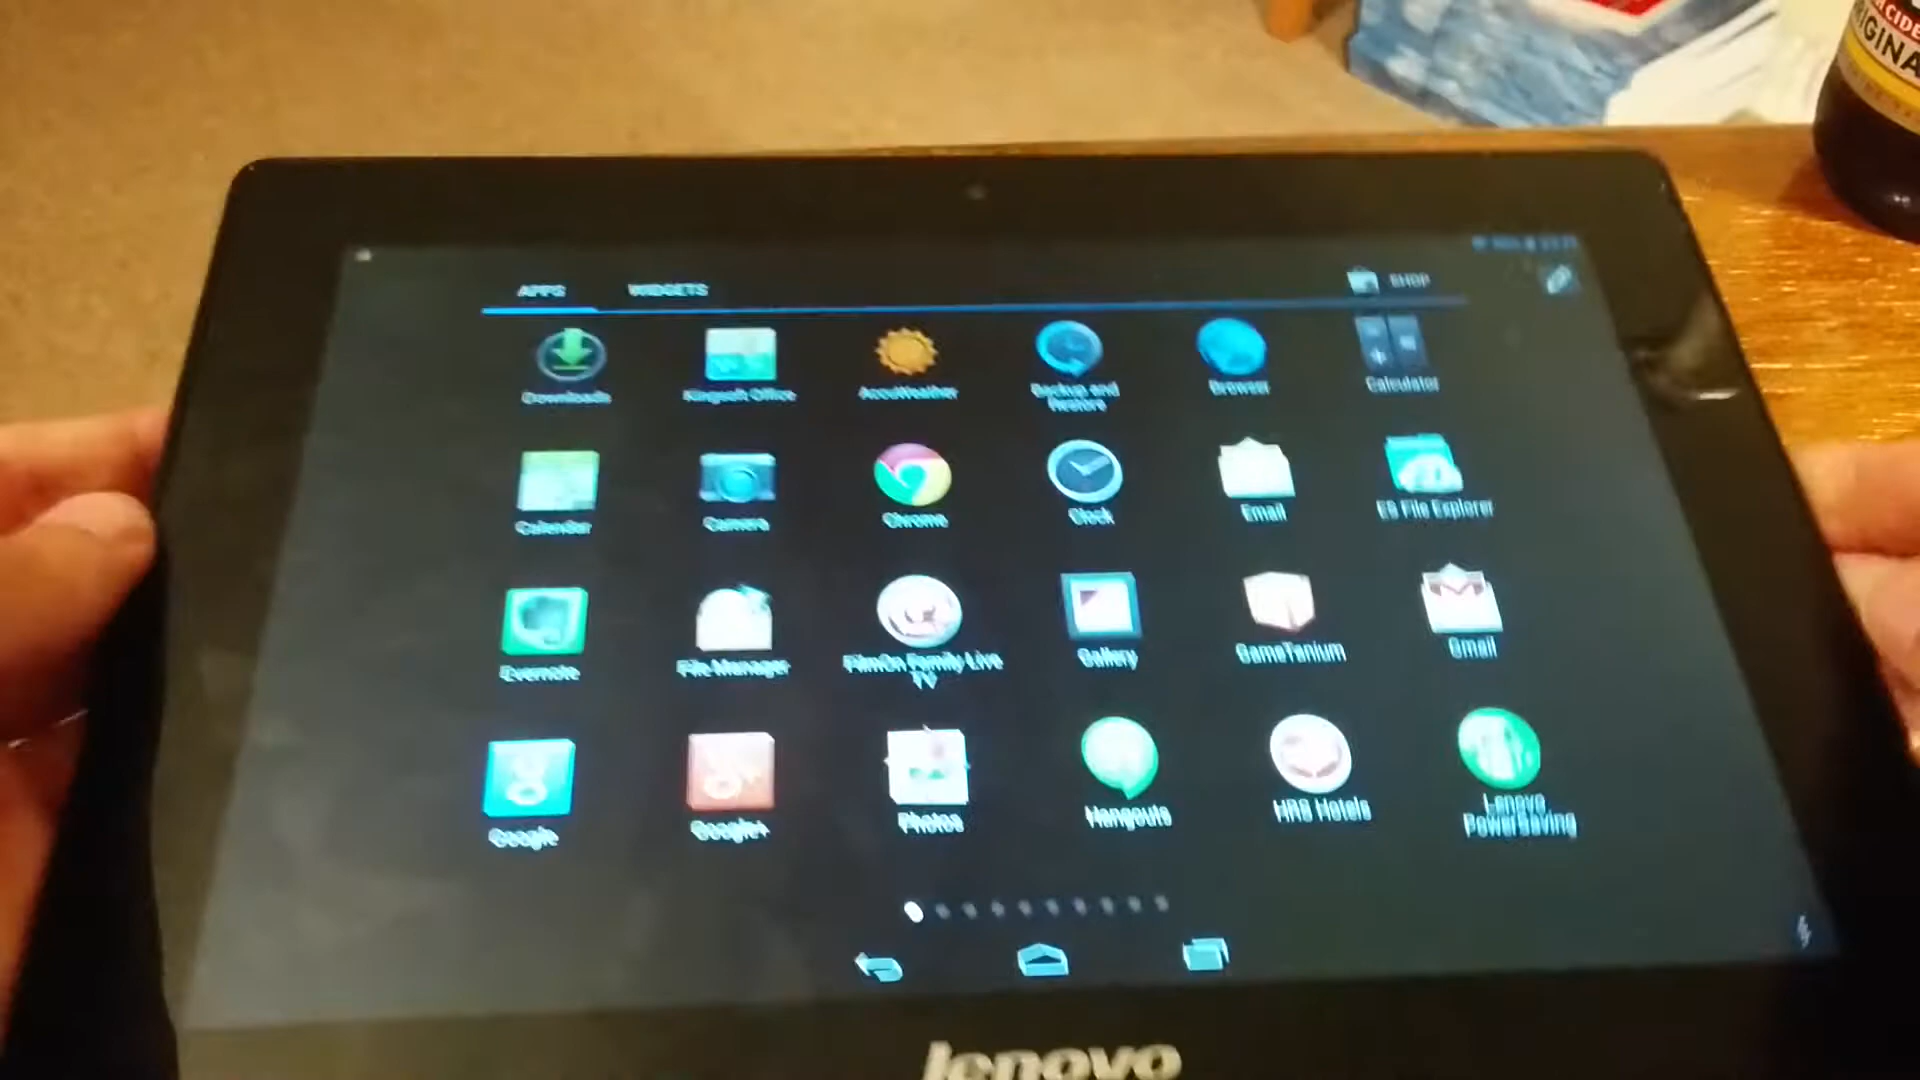 APPS WIDGETS SHOP
Downloads Kingsoft Office AccuWeather Backup and Browser Calculator
Restore
Calendar Camera Chrome Clock Email ES File Explorer
Evernote File Manager FilmOn Family Live Gallery GameTanium Gmail
TV
Google Google+ Photos Hangouts HRS Hotels Lenovo
PowerSaving
lenovo